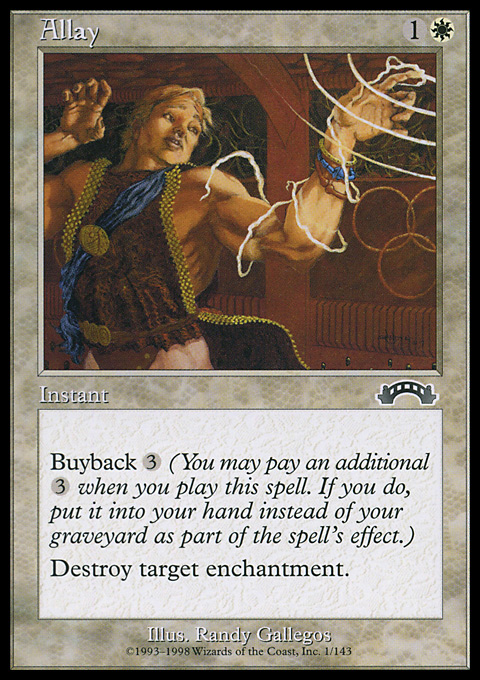 Allay 1
Instant
Buyback 3 (You may pay an additional
3 when you play this spell. If you do,
put it into your hand instead of your
graveyard as part of the spell's effect.)
Destroy target enchantment.
Illus. Randy Gallegos
©1993–1998 Wizards of the Coast, Inc. 1/143